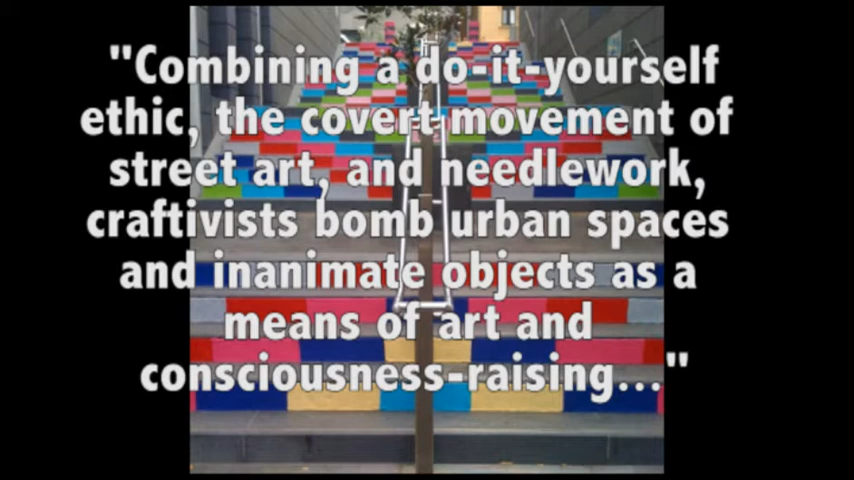 "Combining a do-it-yourself
ethic, the covert movement of
street art, and needlework,
craftivists bomb urban spaces
and inanimate objects as a
means of art and
consciousness-raising..."